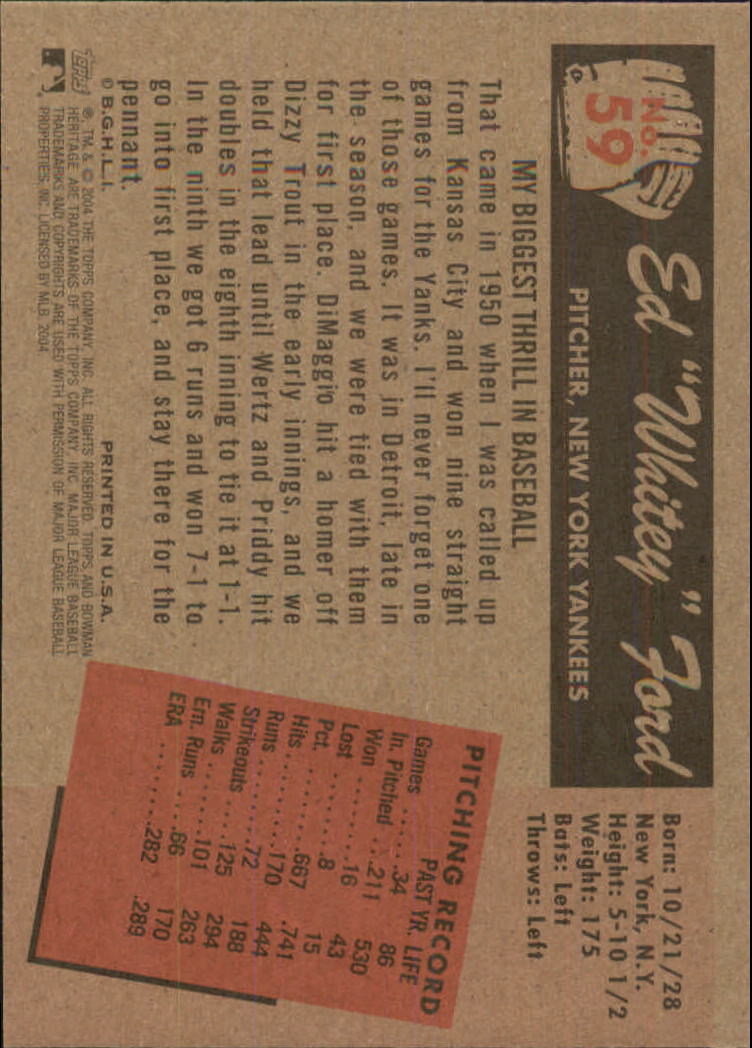 No.
59
Ed "Whitey" Ford
PITCHER, NEW YORK YANKEES
Born: 10/21/28
New York, N.Y.
Height: 5-10 1/2
Weight: 175
Bats: Left
Throws: Left
MY BIGGEST THRILL IN BASEBALL
That came in 1950 when I was called up
from Kansas City and won nine straight
games for the Yanks. I'll never forget one
of those games. It was in Detroit, late in
the season, and we were tied with them
for first place. DiMaggio hit a homer off
Dizzy Trout in the early innings, and we
held that lead until Wertz and Priddy hit
doubles in the eighth inning to tie it at 1-1.
In the ninth we got 6 runs and won 7-1 to
go into first place, and stay there for the
pennant.
© B.G.H.L.I. PRINTED IN U.S.A.
Topps ®, TM, & © 2004 THE TOPPS COMPANY, INC. ALL RIGHTS RESERVED. TOPPS AND BOWMAN
HERITAGE ARE TRADEMARKS OF THE TOPPS COMPANY, INC. MAJOR LEAGUE BASEBALL
TRADEMARKS AND COPYRIGHTS ARE USED WITH PERMISSION OF MAJOR LEAGUE BASEBALL
PROPERTIES, INC. LICENSED BY MLB. 2004
PITCHING RECORD
PAST YR. LIFE
Games ..... 34 86
In. Pitched ... 211 530
Won ........ 16 43
Lost ........ 8 15
Pct. ....... .667 .741
Hits ........ 170 444
Runs ........ 72 188
Strikeouts .... 125 294
Walks ...... 101 263
Em. Runs ..... 66 170
ERA ....... .282 .289